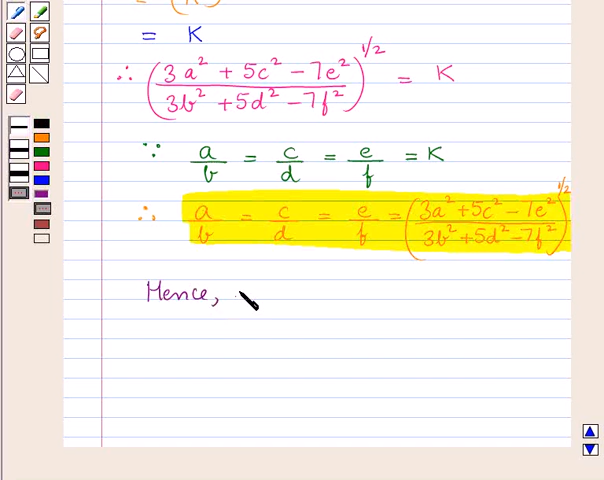 = K
∴ (3a² + 5c² − 7e² / 3b² + 5d² − 7f²)^1/2 = K
∵ a/b = c/d = e/f = K
∴ a/b = c/d = e/f = (3a² + 5c² − 7e² / 3b² + 5d² − 7f²)^1/2
Hence,